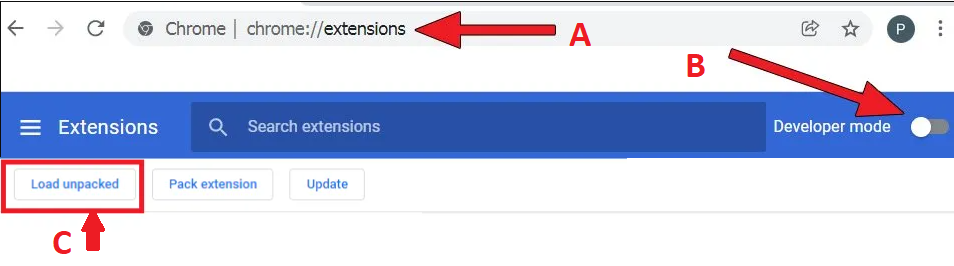 Chrome | chrome://extensions A P
B
Extensions Search extensions Developer mode
Load unpacked Pack extension Update
C